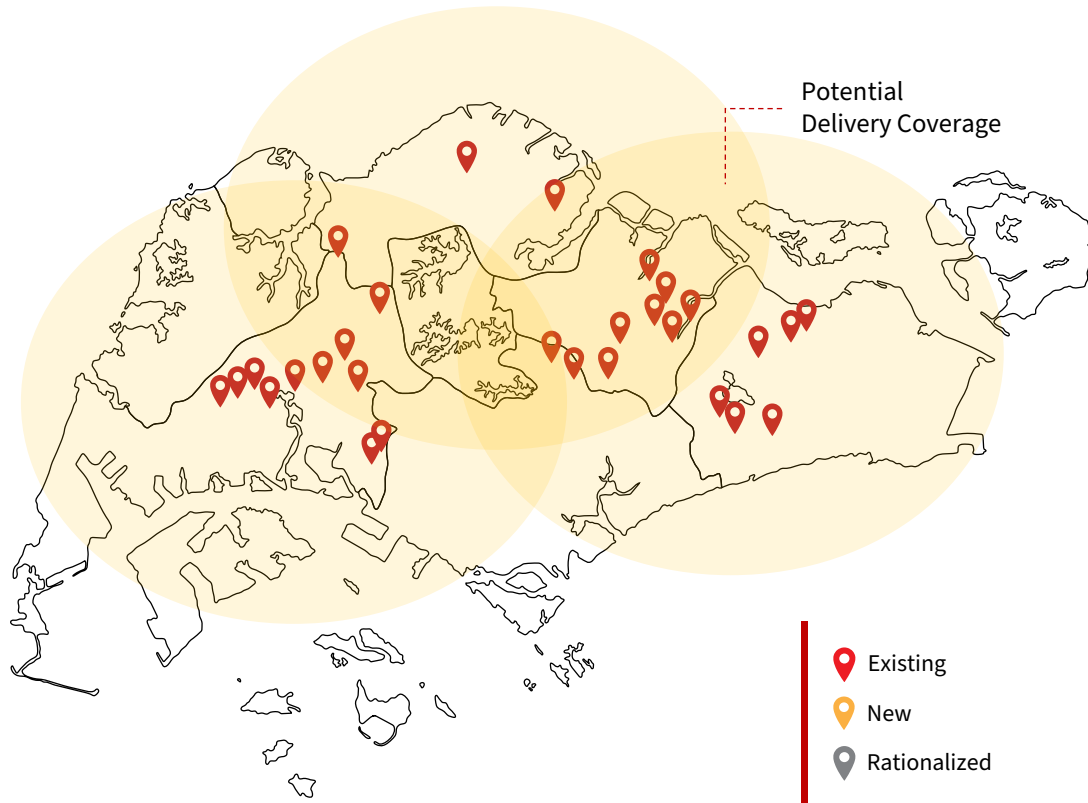 Potential
Delivery Coverage
Existing
New
Rationalized